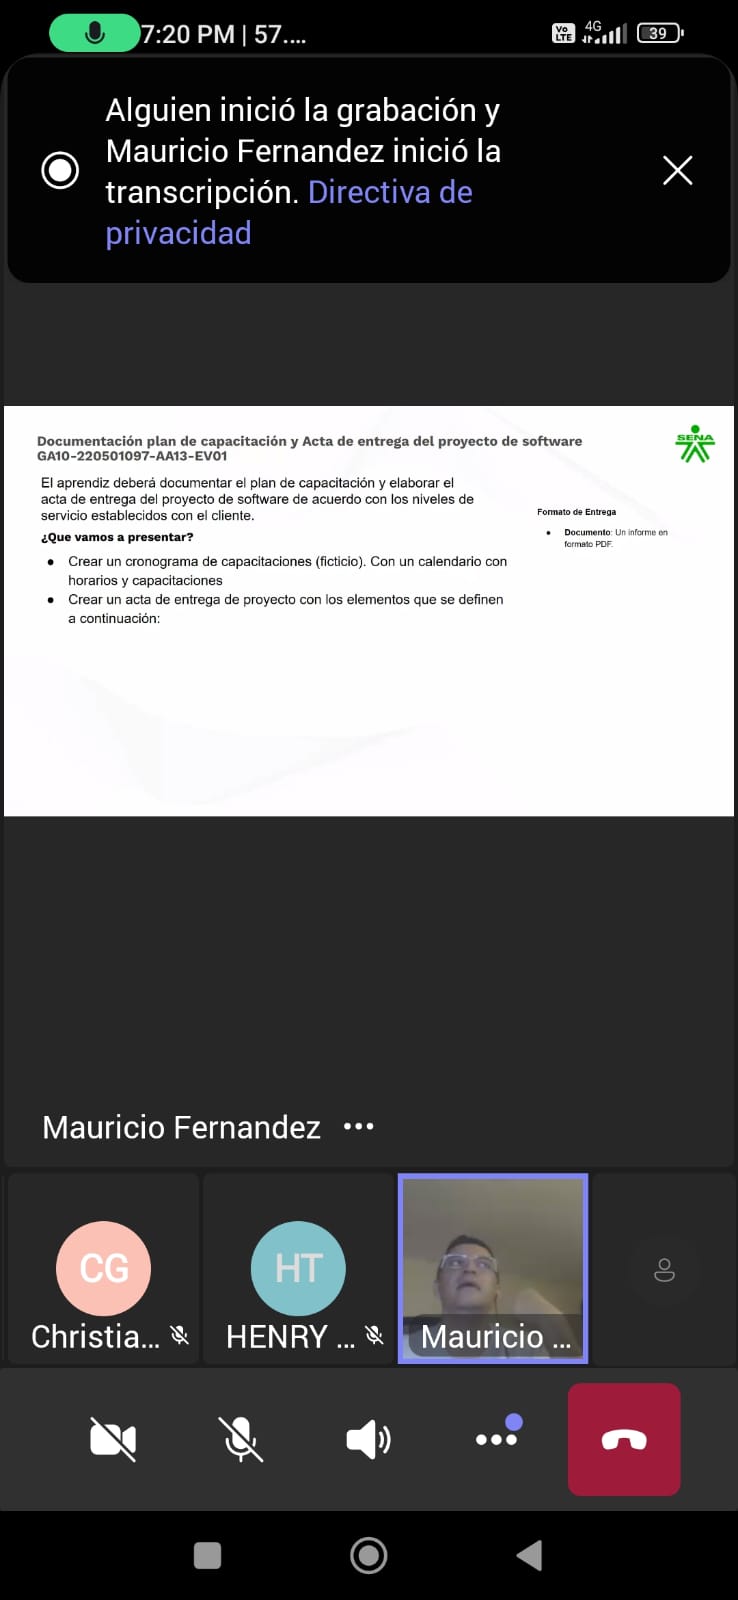 7:20 PM | 57....
Vo
LTE
4G
39
Alguien inició la grabación y
Mauricio Fernandez inició la
transcripción. Directiva de
privacidad
Documentación plan de capacitación y Acta de entrega del proyecto de software
GA10-220501097-AA13-EV01
SENA
El aprendiz deberá documentar el plan de capacitación y elaborar el
acta de entrega del proyecto de software de acuerdo con los niveles de
servicio establecidos con el cliente.
¿Que vamos a presentar?
• Crear un cronograma de capacitaciones (ficticio). Con un calendario con
horarios y capacitaciones
• Crear un acta de entrega de proyecto con los elementos que se definen
a continuación:
Formato de Entrega
• Documento: Un informe en
formato PDF.
Mauricio Fernandez
CG
Christia...
HT
HENRY ...
Mauricio ...